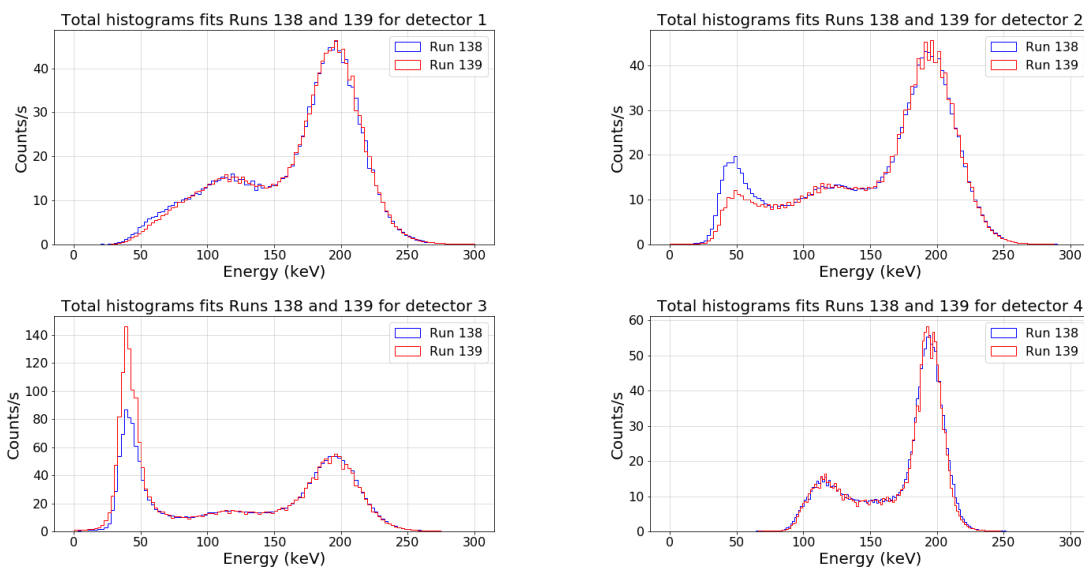 Total histograms fits Runs 138 and 139 for detector 1
Counts/s
40
30
20
10
0
Run 138
Run 139
0 50 100 150 200 250 300
Energy (keV)
Total histograms fits Runs 138 and 139 for detector 2
Counts/s
40
30
20
10
0
Run 138
Run 139
0 50 100 150 200 250 300
Energy (keV)
Total histograms fits Runs 138 and 139 for detector 3
Counts/s
140
120
100
80
60
40
20
0
Run 138
Run 139
0 50 100 150 200 250 300
Energy (keV)
Total histograms fits Runs 138 and 139 for detector 4
Counts/s
60
50
40
30
20
10
0
Run 138
Run 139
0 50 100 150 200 250 300
Energy (keV)